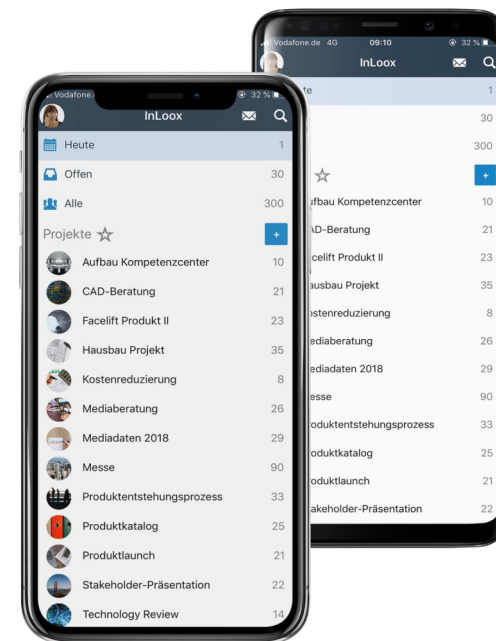 Vodafone.
32 %
InLoox
Heute 1
Offen 30
Alle 300
Projekte
+
Aufbau Kompetenzcenter 10
CAD-Beratung 21
Facelift Produkt II 23
Hausbau Projekt 35
Kostenreduzierung 8
Mediaberatung 26
Mediadaten 2018 29
Messe 90
Produktentstehungsprozess 33
Produktkatalog 25
Produktlaunch 21
Stakeholder-Präsentation 22
Technology Review 14
Vodafone.de 4G 09:10 32 %
InLoox
te 1
30
300
+
ufbau Kompetenzcenter 10
AD-Beratung 21
acelift Produkt II 23
ausbau Projekt 35
ostenreduzierung 8
ediaberatung 26
ediadaten 2018 29
esse 90
oduktentstehungsprozess 33
oduktkatalog 25
oduktlaunch 21
akeholder-Präsentation 22